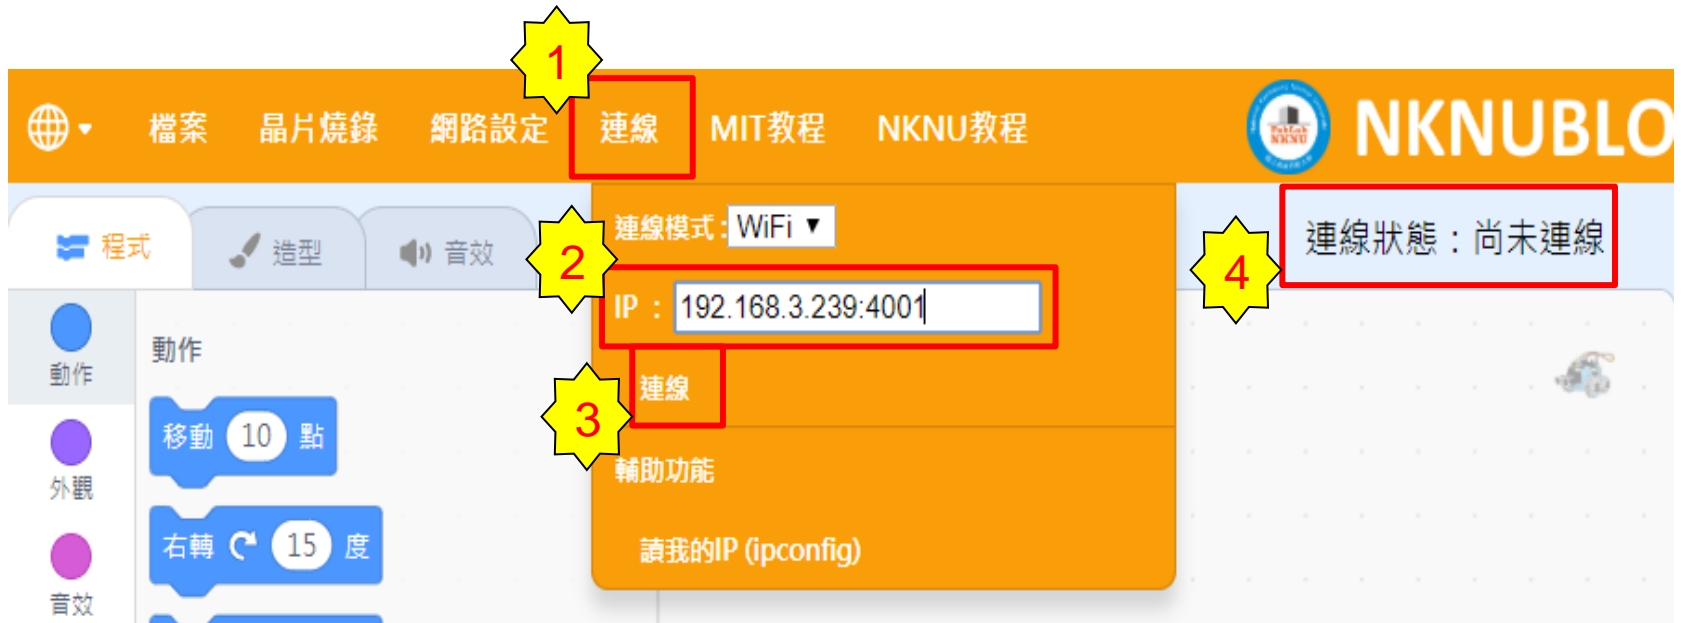 1
檔案 晶片燒錄 網路設定 連線 MIT教程 NKNU教程
NKNUBLO
程式 造型 音效
連線模式 : WiFi
2
IP : 192.168.3.239:4001
3
連線
輔助功能
讀我的IP (ipconfig)
4
連線狀態：尚未連線
動作
外觀
音效
動作
移動 10 點
右轉 15 度